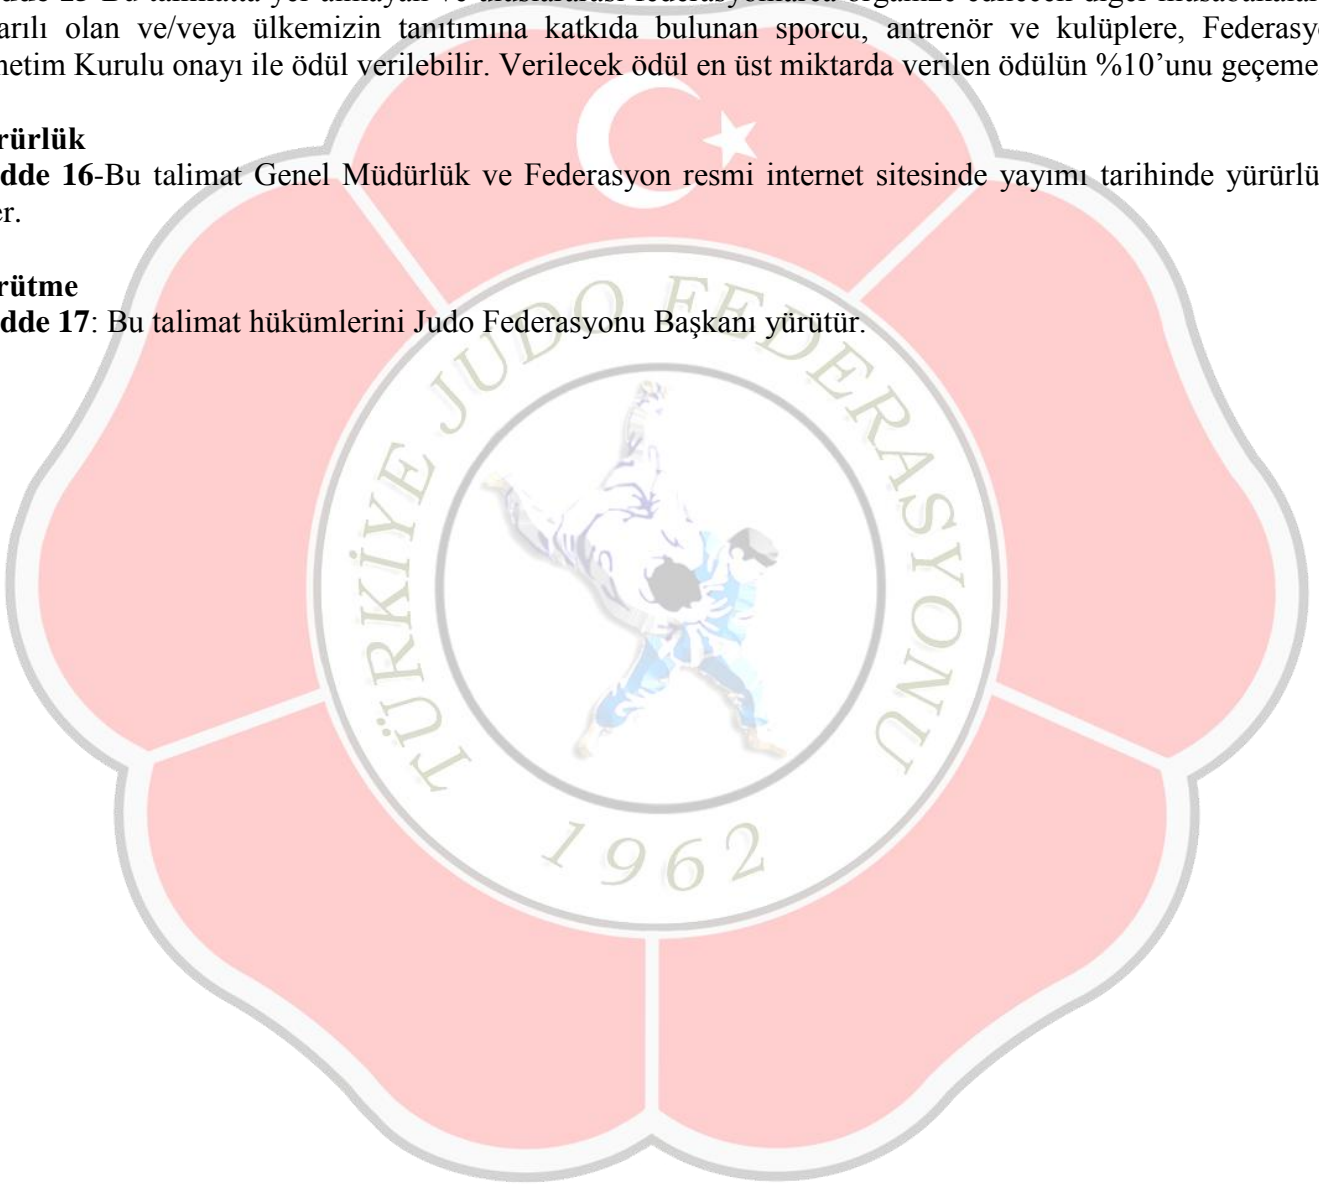 arılı olan ve/veya ülkemizin tanıtımına katkıda bulunan sporcu, antrenör ve kulüplere, Federasy
netim Kurulu onayı ile ödül verilebilir. Verilecek ödül en üst miktarda verilen ödülün %10’unu geçeme
rürlük
dde 16-Bu talimat Genel Müdürlük ve Federasyon resmi internet sitesinde yayımı tarihinde yürürlü
er.
rütme
dde 17: Bu talimat hükümlerini Judo Federasyonu Başkanı yürütür.
TÜRKİYE JUDO FEDERASYONU
1962